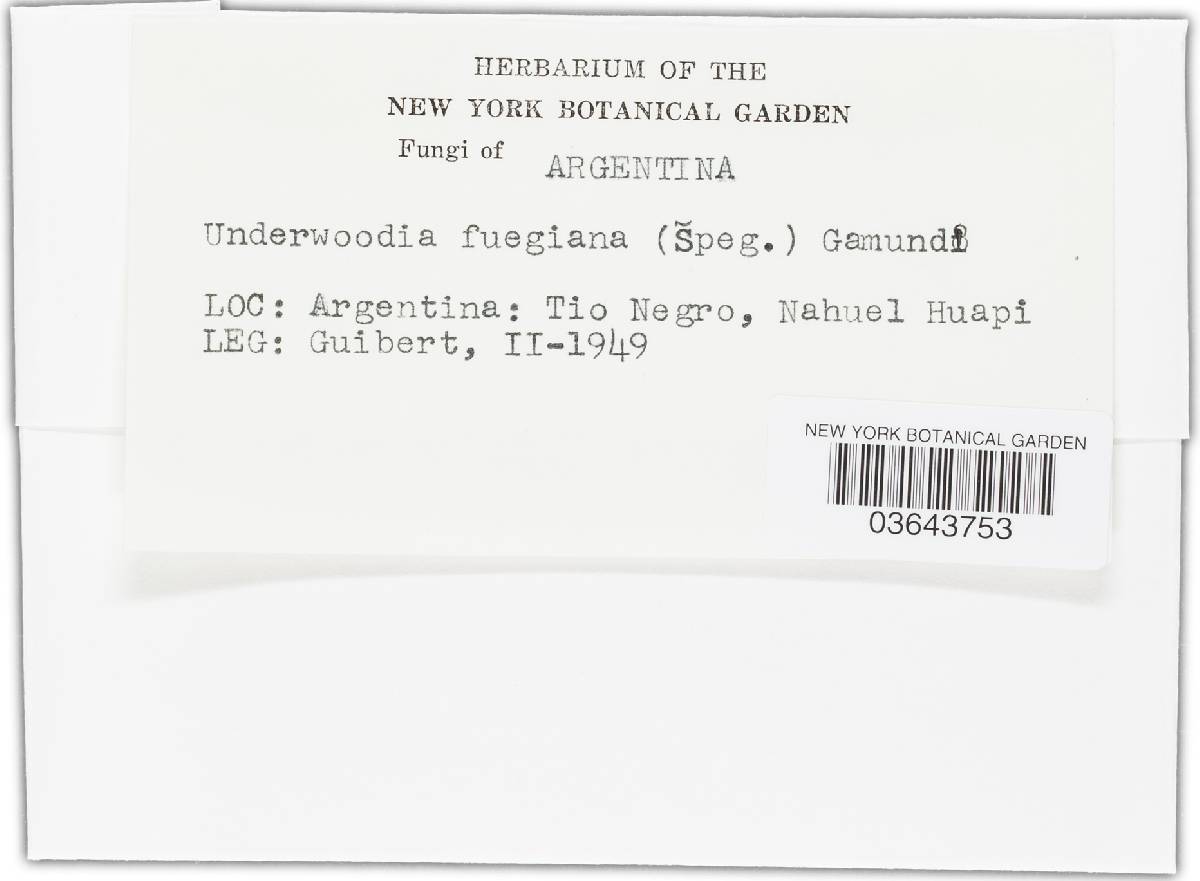 HERBARIUM OF THE
NEW YORK BOTANICAL GARDEN
Fungi of ARGENTINA
Underwoodia fuegiana (Speg.) Gamundi
LOC: Argentina: Tio Negro, Nahuel Huapi
LEG: Guibert, II-1949
NEW YORK BOTANICAL GARDEN
03643753